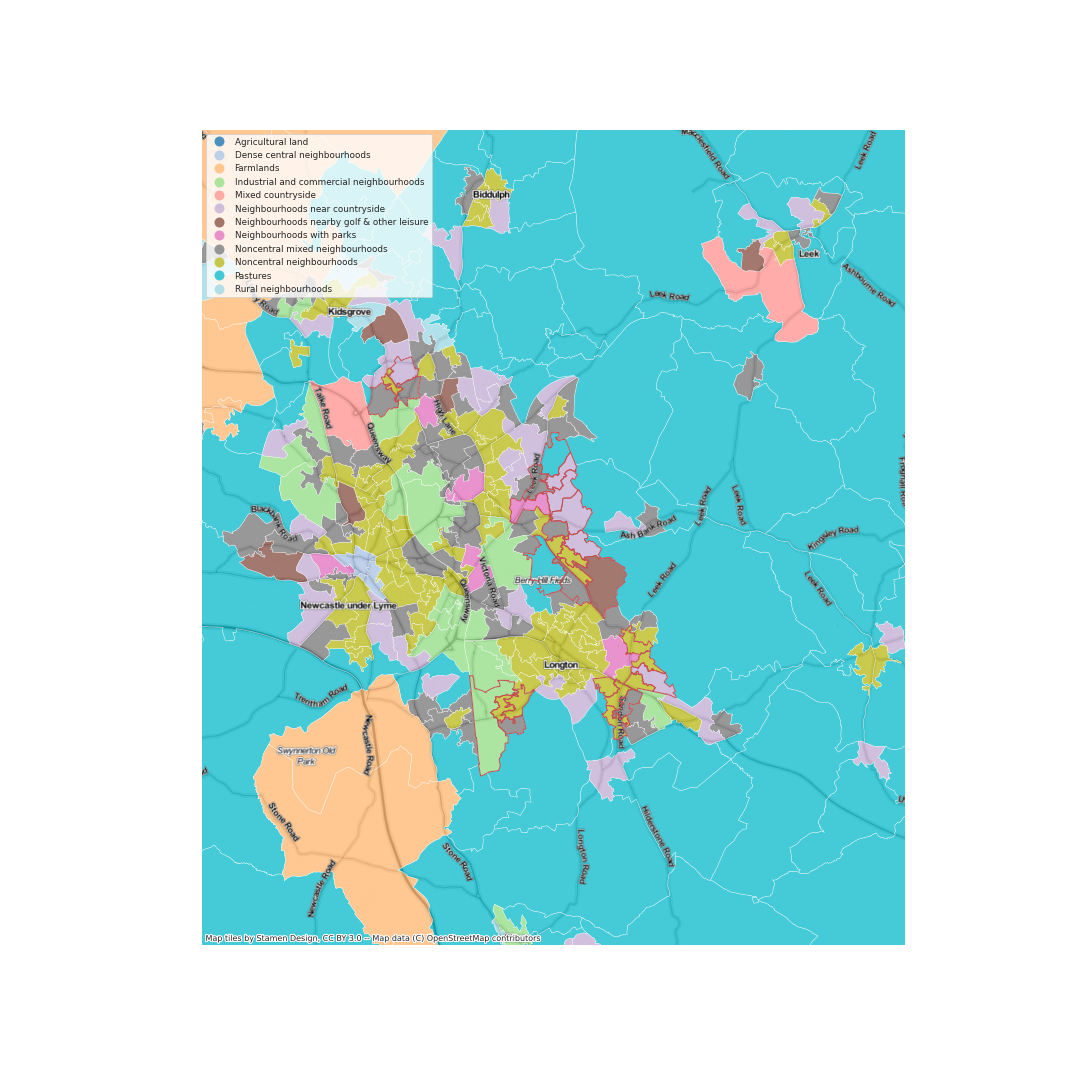 Agricultural land
Dense central neighbourhoods
Farmlands
Industrial and commercial neighbourhoods
Mixed countryside
Neighbourhoods near countryside
Neighbourhoods nearby golf & other leisure
Neighbourhoods with parks
Noncentral mixed neighbourhoods
Noncentral neighbourhoods
Pastures
Rural neighbourhoods
Macclesfield Road
Leek Road
Biddulph
Leek
Ashbourne Road
Leek Road
y Road
Kidsgrove
Talke Road
High Lane
Queensway
Leek Road
Leek Road
Leek Road
Blackbank Road
Ash Bank Road
Kingsley Road
Victoria Road
Berry Hill Fields
Leek Road
Leek Road
Queensway
Newcastle under Lyme
Longton
Trentham Road
Newcastle Road
Swynnerton Old
Park
Stone Road
Hilderstone Road
Longton Road
Stone Road
Newcastle Road
Map tiles by Stamen Design, CC BY 3.0 -- Map data (C) OpenStreetMap contributors